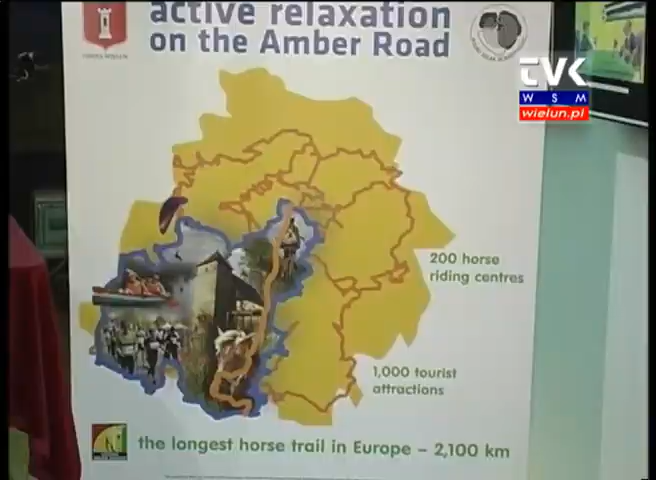 active relaxation
on the Amber Road
TVK
WSM
wielun.pl
200 horse
riding centres
1,000 tourist
attractions
the longest horse trail in Europe – 2,100 km